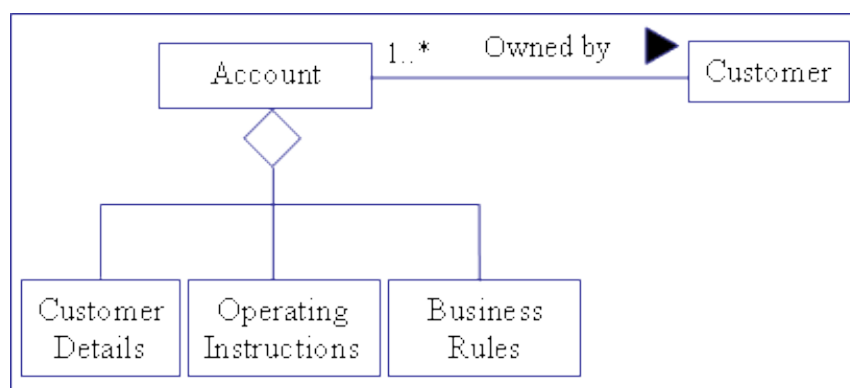 Account
1..*
Owned by
Customer
Customer
Details
Operating
Instructions
Business
Rules